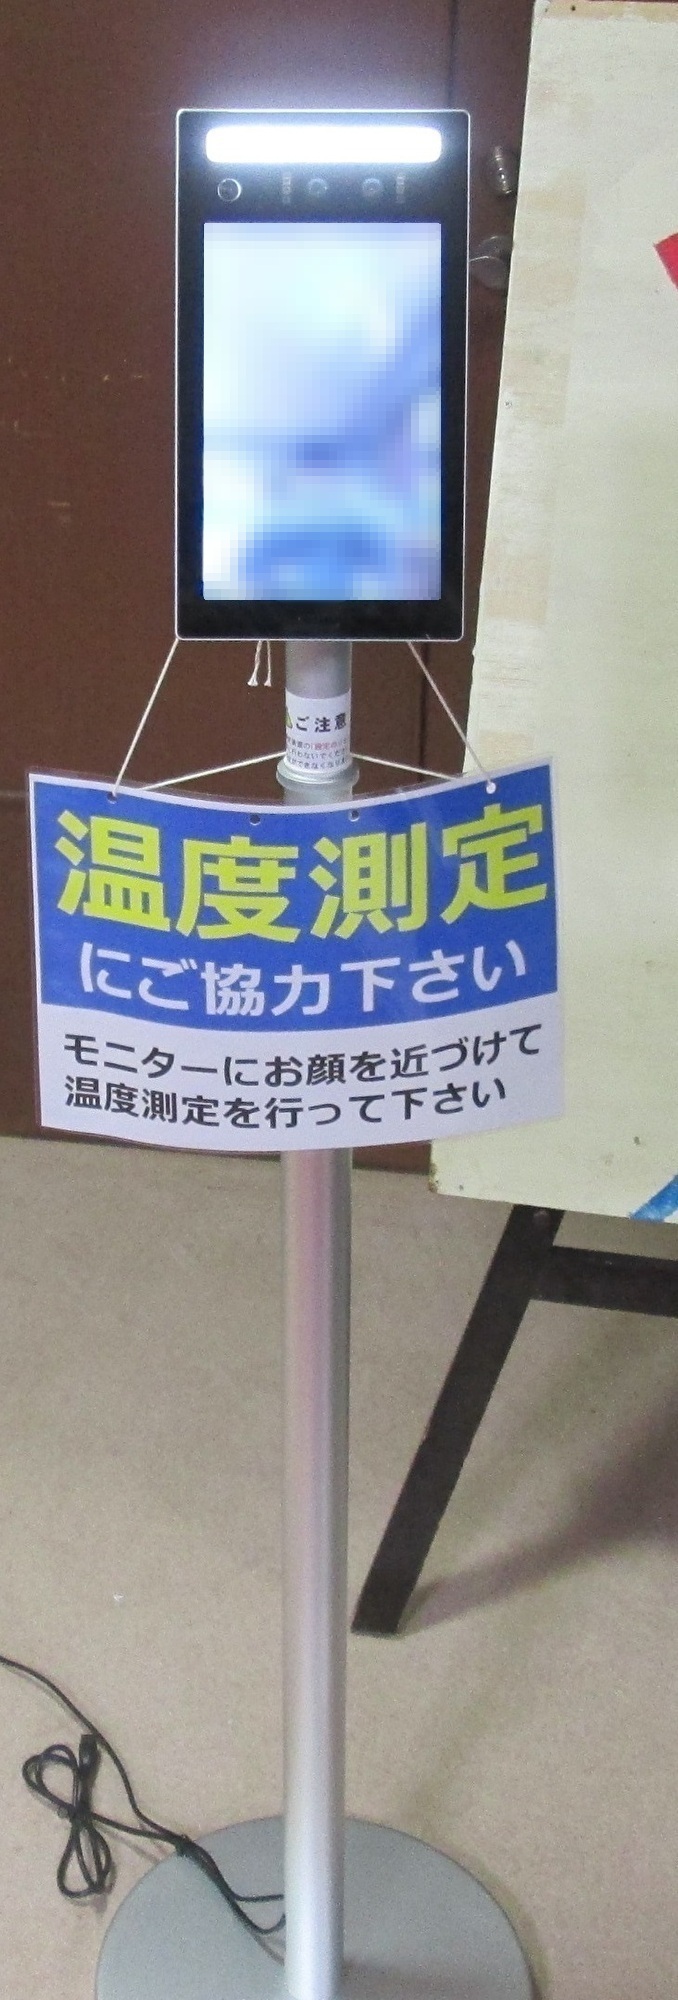 ご注意
温度測定
にご協力下さい
モニターにお顔を近づけて
温度測定を行って下さい